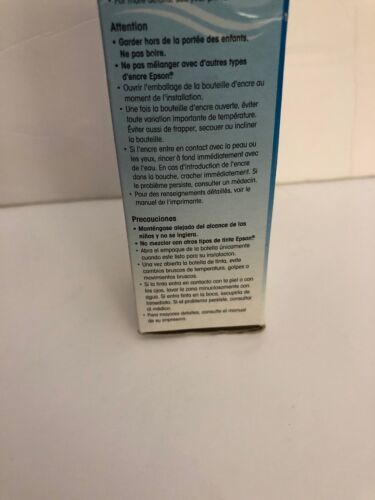 • For more details, see your
Attention
• Garder hors de la portée des enfants.
Ne pas boire.
• Ne pas mélanger avec d'autres types
d'encre Epson®
• Ouvrir l'emballage de la bouteille d'encre au
moment de l'installation.
• Une fois la bouteille d'encre ouverte, éviter
toute variation importante de température.
Éviter aussi de frapper, secouer ou incliner
la bouteille.
• Si l'encre entre en contact avec la peau ou
les yeux, rincer à fond immédiatement avec
de l'eau. En cas d'introduction de l'encre
dans la bouche, cracher immédiatement. Si
le problème persiste, consulter un médecin.
• Pour des renseignements détaillés, voir le
manuel de l'imprimante.
Precauciones
• Manténgase alejado del alcance de los
niños y no se ingiera.
• No mezclar con otros tipos de tinta Epson®
• Abra el empaque de la botella únicamente
cuando este listo para su instalacion.
• Una vez abierta la botella de tinta, evite
cambios bruscos de temperatura, golpes o
movimientos bruscos.
• Si la tinta entra en contacto con la piel o con
los ojos, lavar la zona minuciosamente con
agua. Si entra tinta en la boca, escúpela de
inmediato. Si el problema persiste, consultar
al médico.
• Para mayores detalles, consulte el manual
de su impresora.